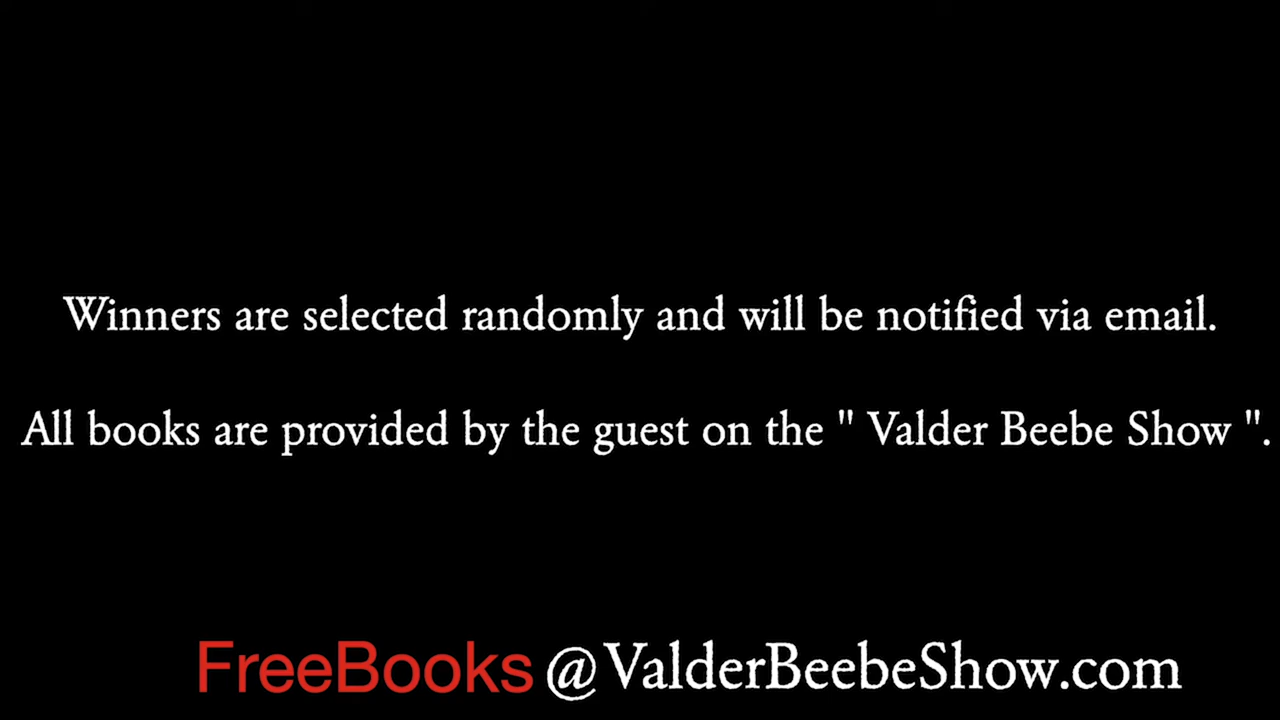 Winners are selected randomly and will be notified via email.
All books are provided by the guest on the " Valder Beebe Show ".
FreeBooks @ValderBeebeShow.com